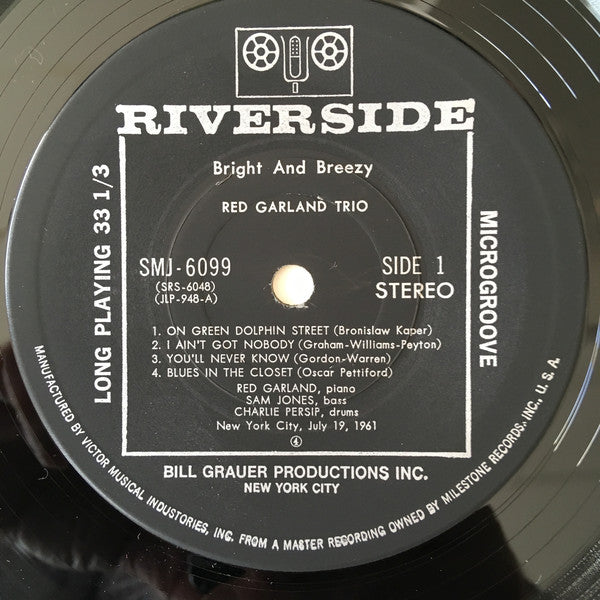 RIVERSIDE
Bright And Breezy
RED GARLAND TRIO
LONG PLAYING 33 1/3
MICROGROOVE
SMJ-6099
(SRS-6048)
(JLP-948-A)
SIDE 1
STEREO
1. ON GREEN DOLPHIN STREET (Bronislaw Kaper)
2. I AIN'T GOT NOBODY (Graham-Williams-Peyton)
3. YOU'LL NEVER KNOW (Gordon-Warren)
4. BLUES IN THE CLOSET (Oscar Pettiford)
RED GARLAND, piano
SAM JONES, bass
CHARLIE PERSIP, drums
New York City, July 19, 1961
4
BILL GRAUER PRODUCTIONS INC.
NEW YORK CITY
MANUFACTURED BY VICTOR MUSICAL INDUSTRIES, INC. FROM A MASTER RECORDING OWNED BY MILESTONE RECORDS, INC., U. S. A.